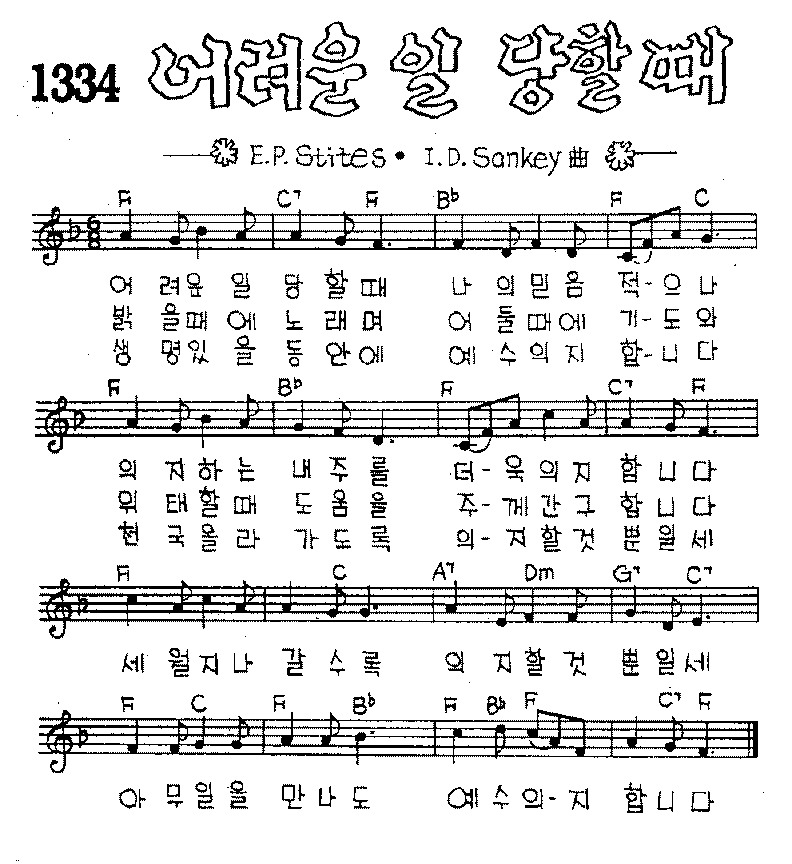 1334 어려운 일 당할 때
E.P. Stites • I.D. Sankey 曲
F C7 F B♭ F C
어 려운 일 당 할 때 나 의 믿 음 적-으 나
밝 을때 에 노 래 며 어 둘때 에 기-도 와
생 명있 을 동 안 에 예 수의 지 합-니 다
F B♭ F C7 F
의 지하 는 내 주 를 더-욱 의 지 합 니 다
위 태할 때 도 움 을 주-께 간 구 합 니 다
천 국올 라 가 도 록 의-지 할 것 뿐 일 세
F C A7 Dm G7 C7
세 월지 나 갈 수 록 의 지할 것 뿐 일세
F C F B♭ F B♭ F C7 F
아 무일 을 만 나 도 예 수 의-지 합 니 다